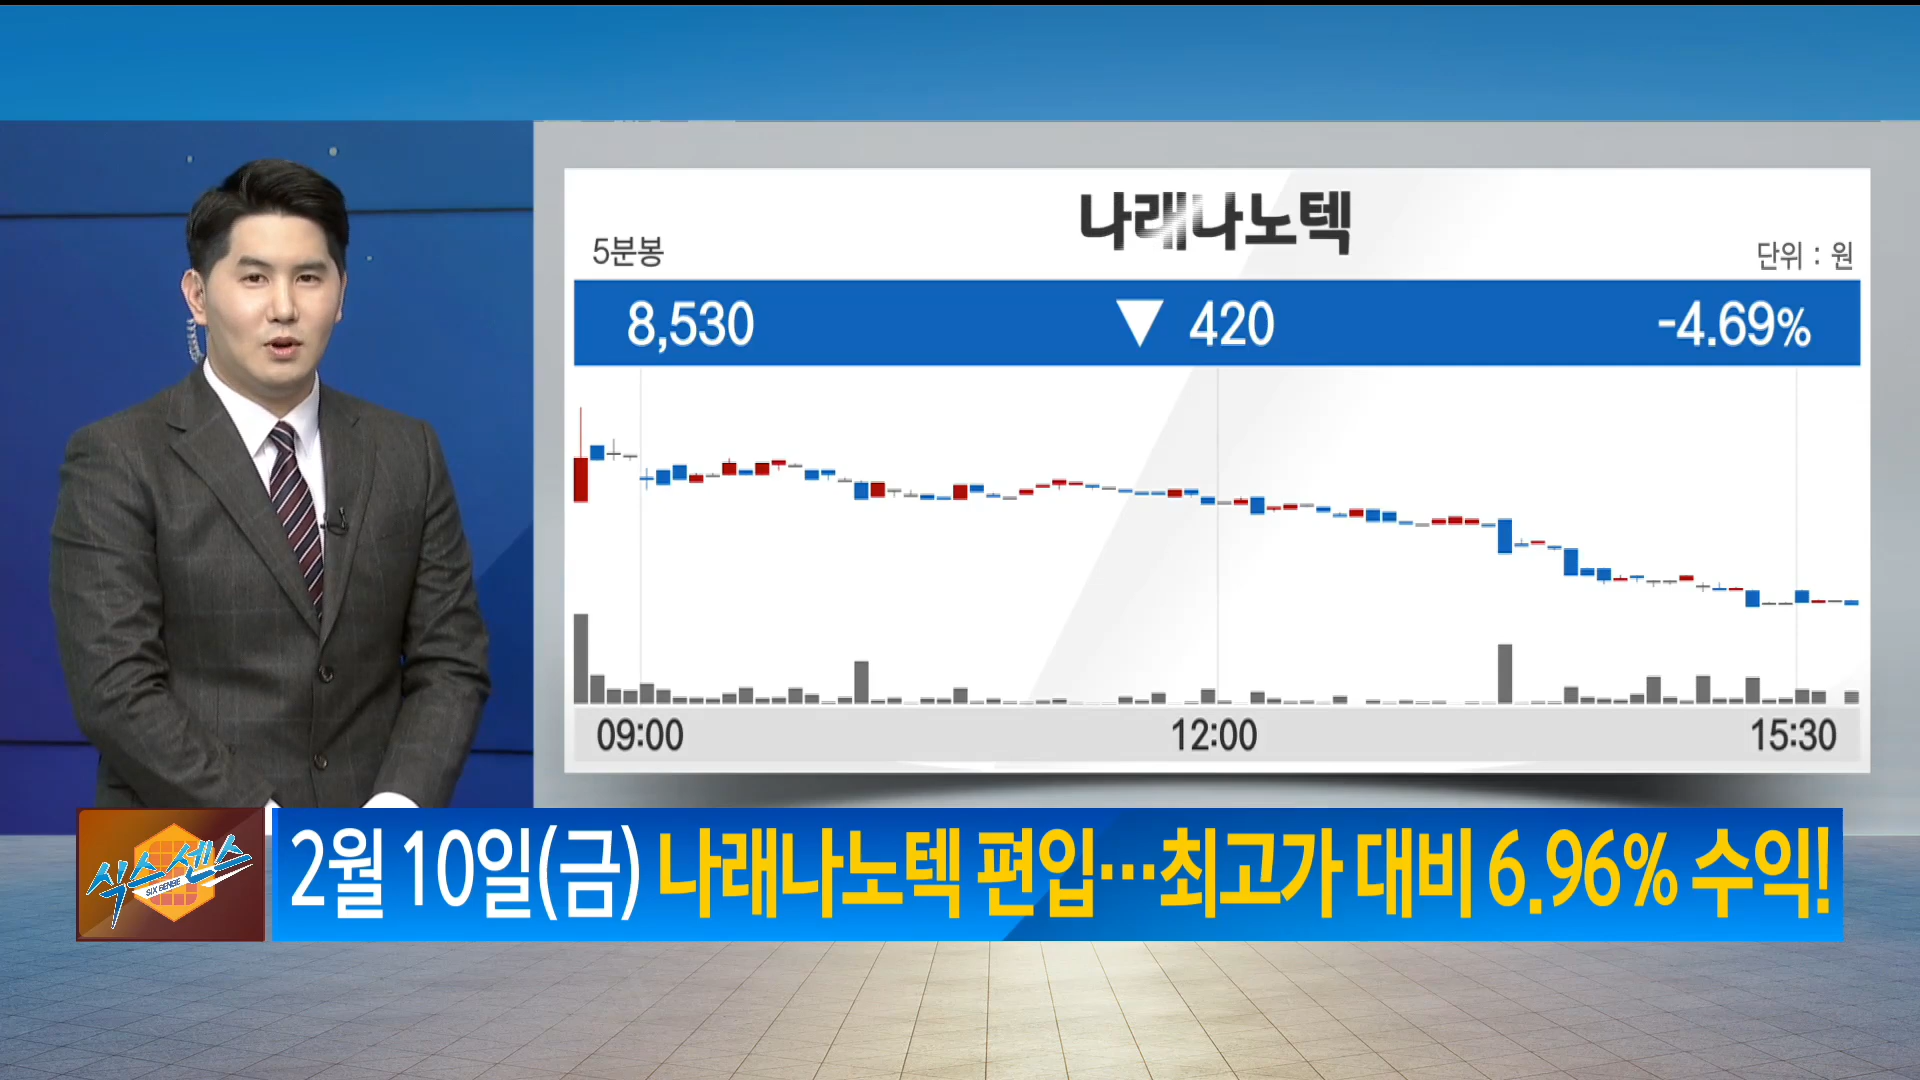 나래나노텍
5분봉
단위 : 원
8,530 ▼ 420 -4.69%
09:00 12:00 15:30
식스센스
SIX SENSE
2월 10일(금) 나래나노텍 편입…최고가 대비 6.96% 수익!